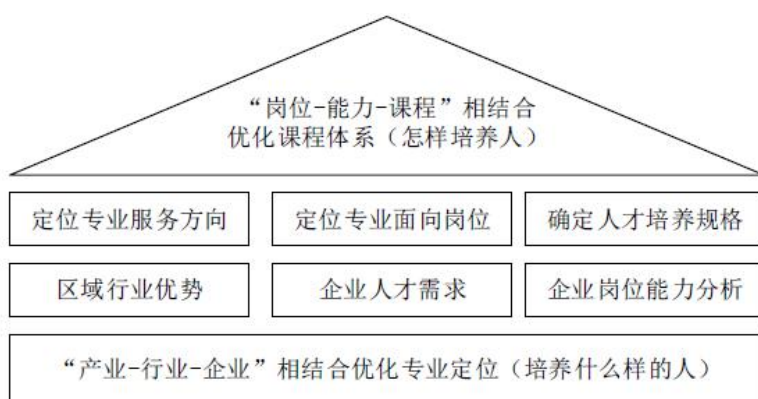 “岗位-能力-课程”相结合
优化课程体系（怎样培养人）
定位专业服务方向
定位专业面向岗位
确定人才培养规格
区域行业优势
企业人才需求
企业岗位能力分析
“产业-行业-企业”相结合优化专业定位（培养什么样的人）